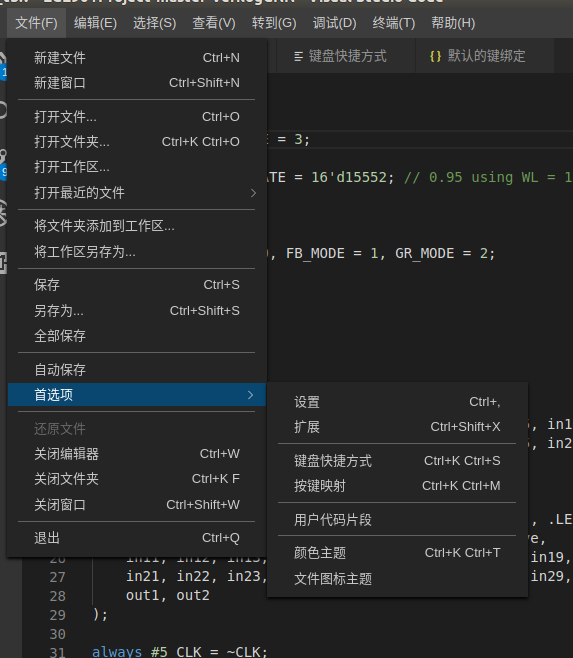 Visual Studio Code
文件(F) 编辑(E) 选择(S) 查看(V) 转到(G) 调试(D) 终端(T) 帮助(H)
键盘快捷方式 {} 默认的键绑定
新建文件 Ctrl+N
新建窗口 Ctrl+Shift+N
打开文件... Ctrl+O
打开文件夹... Ctrl+K Ctrl+O
打开工作区...
打开最近的文件
将文件夹添加到工作区...
将工作区另存为...
保存 Ctrl+S
另存为... Ctrl+Shift+S
全部保存
自动保存
首选项
还原文件
关闭编辑器 Ctrl+W
关闭文件夹 Ctrl+K F
关闭窗口 Ctrl+Shift+W
退出 Ctrl+Q
设置 Ctrl+,
扩展 Ctrl+Shift+X
键盘快捷方式 Ctrl+K Ctrl+S
按键映射 Ctrl+K Ctrl+M
用户代码片段
颜色主题 Ctrl+K Ctrl+T
文件图标主题
= 3;
ATE = 16'd15552; // 0.95 using WL = 1
, FB_MODE = 1, GR_MODE = 2;
, in1
, in2
, .LE
in11, in12, in13, in19,
27 in21, in22, in23, in29,
28 out1, out2
29 );
30
31 always #5 CLK = ~CLK;